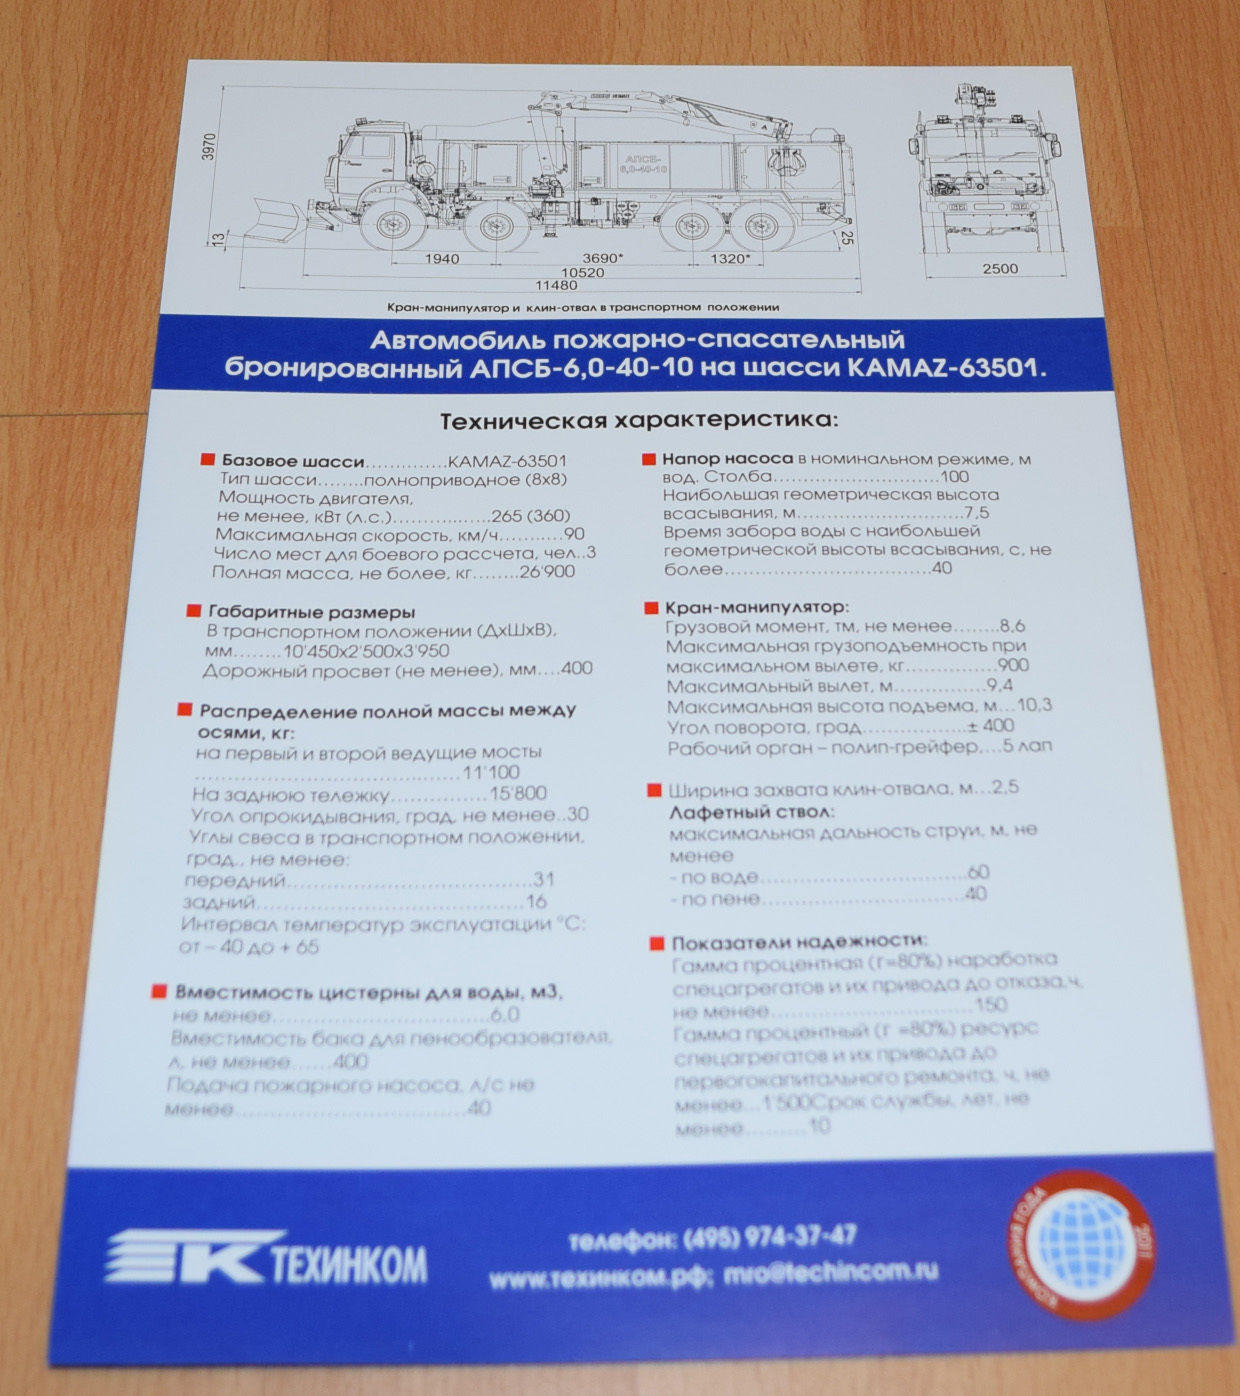 3970
13
АПСБ-
6,0-40-10
25
1940
3690*
1320*
10520
11480
2500
Кран-манипулятор и клин-отвал в транспортном положении
Автомобиль пожарно-спасательный
бронированный АПСБ-6,0-40-10 на шасси KAMAZ-63501.
Техническая характеристика:
Базовое шасси..............KAMAZ-63501
Тип шасси........полноприводное (8х8)
Мощность двигателя,
не менее, кВт (л.с.).................265 (360)
Максимальная скорость, км/ч...........90
Число мест для боевого рассчета, чел..3
Полная масса, не более, кг........26'900
Габаритные размеры
В транспортном положении (ДхШхВ),
мм........10'450х2'500х3'950
Дорожный просвет (не менее), мм....400
Распределение полной массы между
осями, кг:
на первый и второй ведущие мосты
......................................11'100
На заднюю тележку..............15'800
Угол опрокидывания, град, не менее..30
Углы свеса в транспортном положении,
град., не менее:
передний...................................31
задний......................................16
Интервал температур эксплуатации °С:
от – 40 до + 65
Вместимость цистерны для воды, м3,
не менее...............................6,0
Вместимость бака для пенообразователя,
л, не менее......400
Подача пожарного насоса, л/с не
менее.................................40
Напор насоса в номинальном режиме, м
вод. Столба............................100
Наибольшая геометрическая высота
всасывания, м............................7,5
Время забора воды с наибольшей
геометрической высоты всасывания, с, не
более...................................40
Кран-манипулятор:
Грузовой момент, тм, не менее........8,6
Максимальная грузоподъемность при
максимальном вылете, кг..............900
Максимальный вылет, м..............9,4
Максимальная высота подъема, м...10,3
Угол поворота, град...............± 400
Рабочий орган – полип-грейфер,...5 лап
Ширина захвата клин-отвала, м...2,5
Лафетный ствол:
максимальная дальность струи, м, не
менее
- по воде..............................60
- по пене..............................40
Показатели надежности:
Гамма процентная (г=80%) наработка
спецагрегатов и их привода до отказа,ч,
не менее..............................150
Гамма процентный (г =80%) ресурс
спецагрегатов и их привода до
первогокапитального ремонта, ч, не
менее...1'500Срок службы, лет, не
менее.........10
ТЕХИНКОМ
телефон: (495) 974-37-47
www.техинком.рф; mro@techincom.ru
КОМПАНИЯ ГОДА
2011